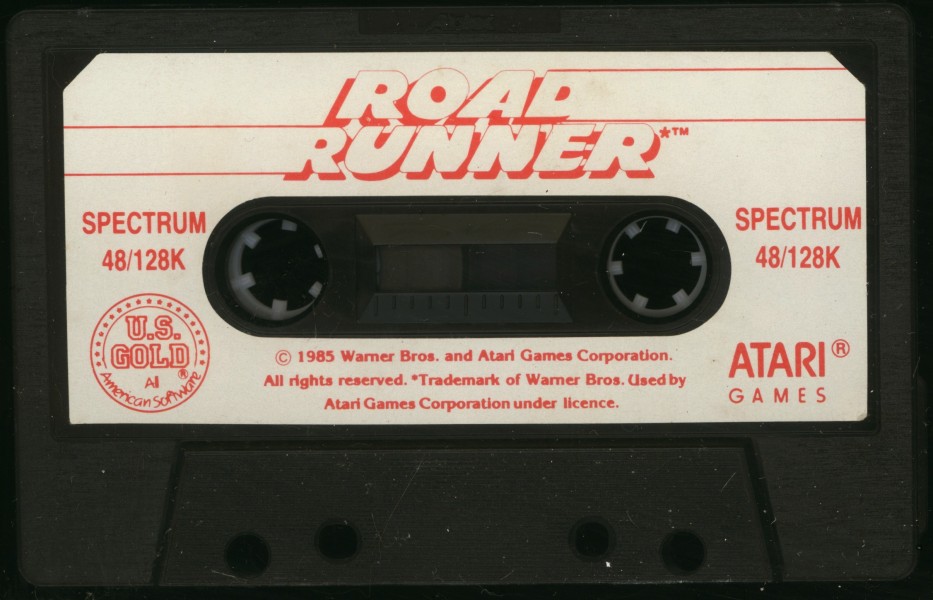 ROAD
RUNNER*™
SPECTRUM
48/128K
SPECTRUM
48/128K
U.S.
GOLD®
All
American Software
© 1985 Warner Bros. and Atari Games Corporation.
All rights reserved. *Trademark of Warner Bros. Used by
Atari Games Corporation under licence.
ATARI®
GAMES